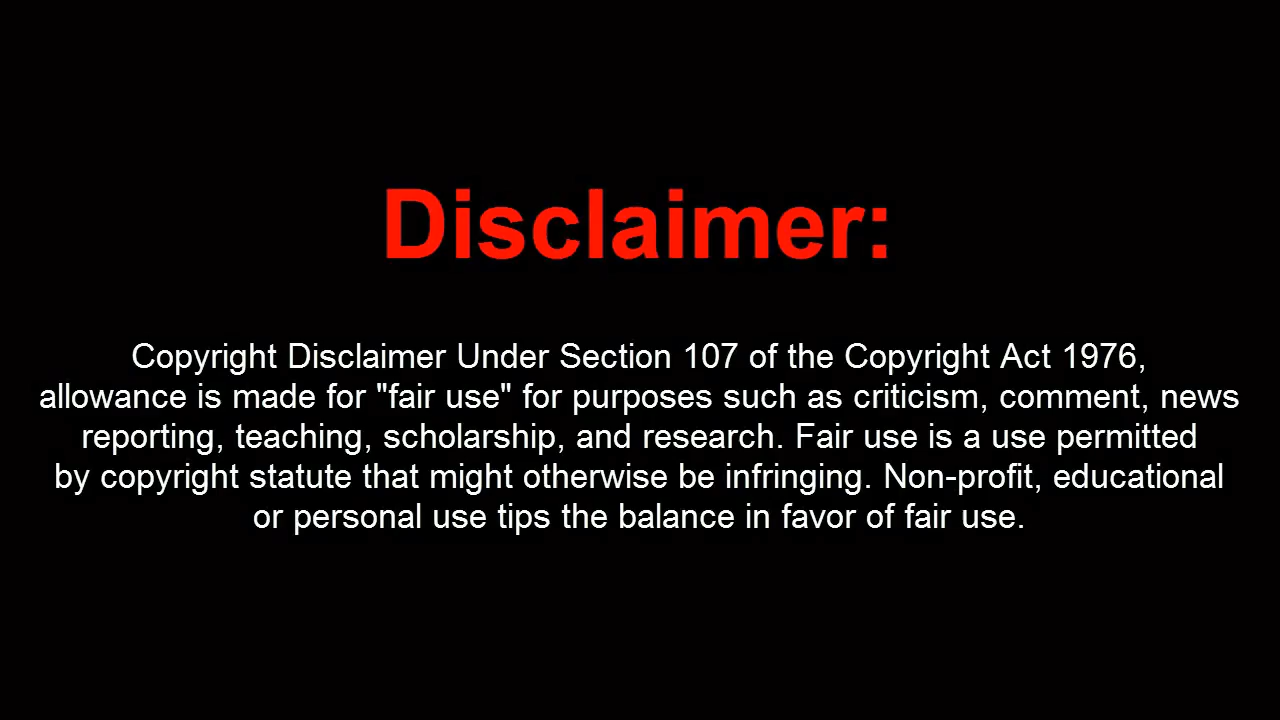 Disclaimer:
Copyright Disclaimer Under Section 107 of the Copyright Act 1976,
allowance is made for "fair use" for purposes such as criticism, comment, news
reporting, teaching, scholarship, and research. Fair use is a use permitted
by copyright statute that might otherwise be infringing. Non-profit, educational
or personal use tips the balance in favor of fair use.